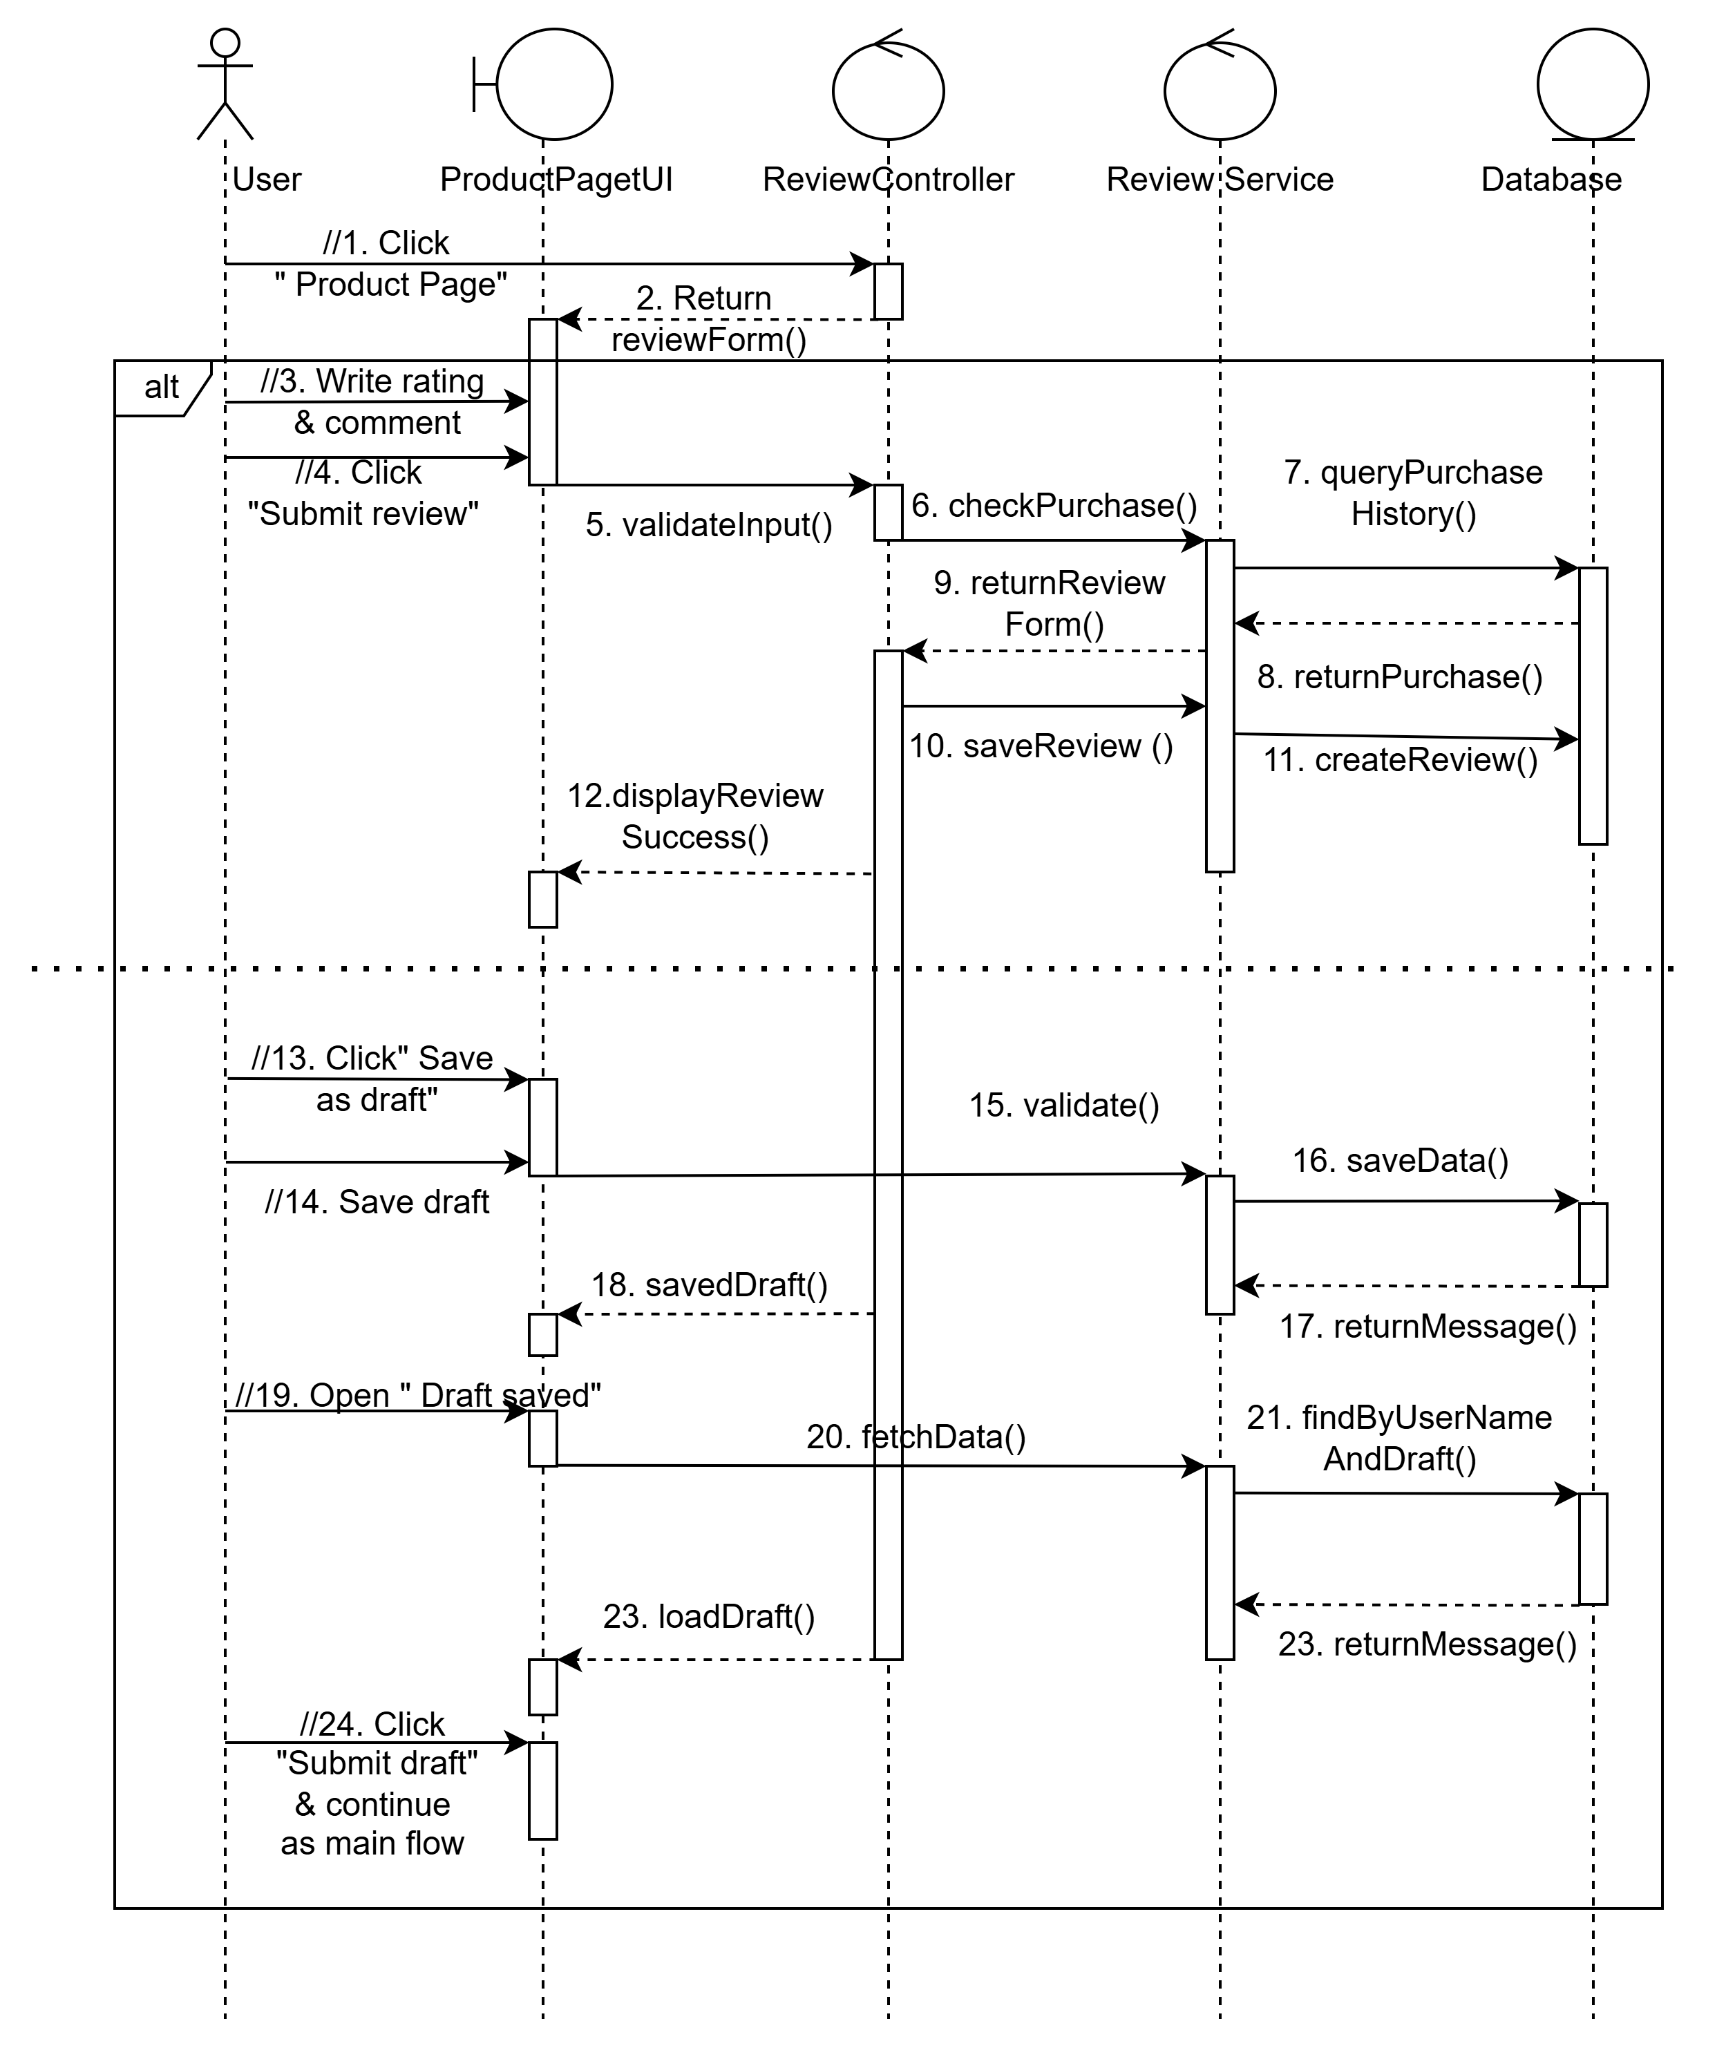 User
ProductPagetUI
ReviewController
Review Service
Database
//1. Click
" Product Page"
2. Return
reviewForm()
alt
//3. Write rating
& comment
//4. Click
"Submit review"
5. validateInput()
6. checkPurchase()
7. queryPurchase
History()
9. returnReview
Form()
8. returnPurchase()
10. saveReview ()
11. createReview()
12.displayReview
Success()
//13. Click" Save
as draft"
15. validate()
16. saveData()
//14. Save draft
18. savedDraft()
17. returnMessage()
//19. Open " Draft saved"
20. fetchData()
21. findByUserName
AndDraft()
23. loadDraft()
23. returnMessage()
//24. Click
"Submit draft"
& continue
as main flow